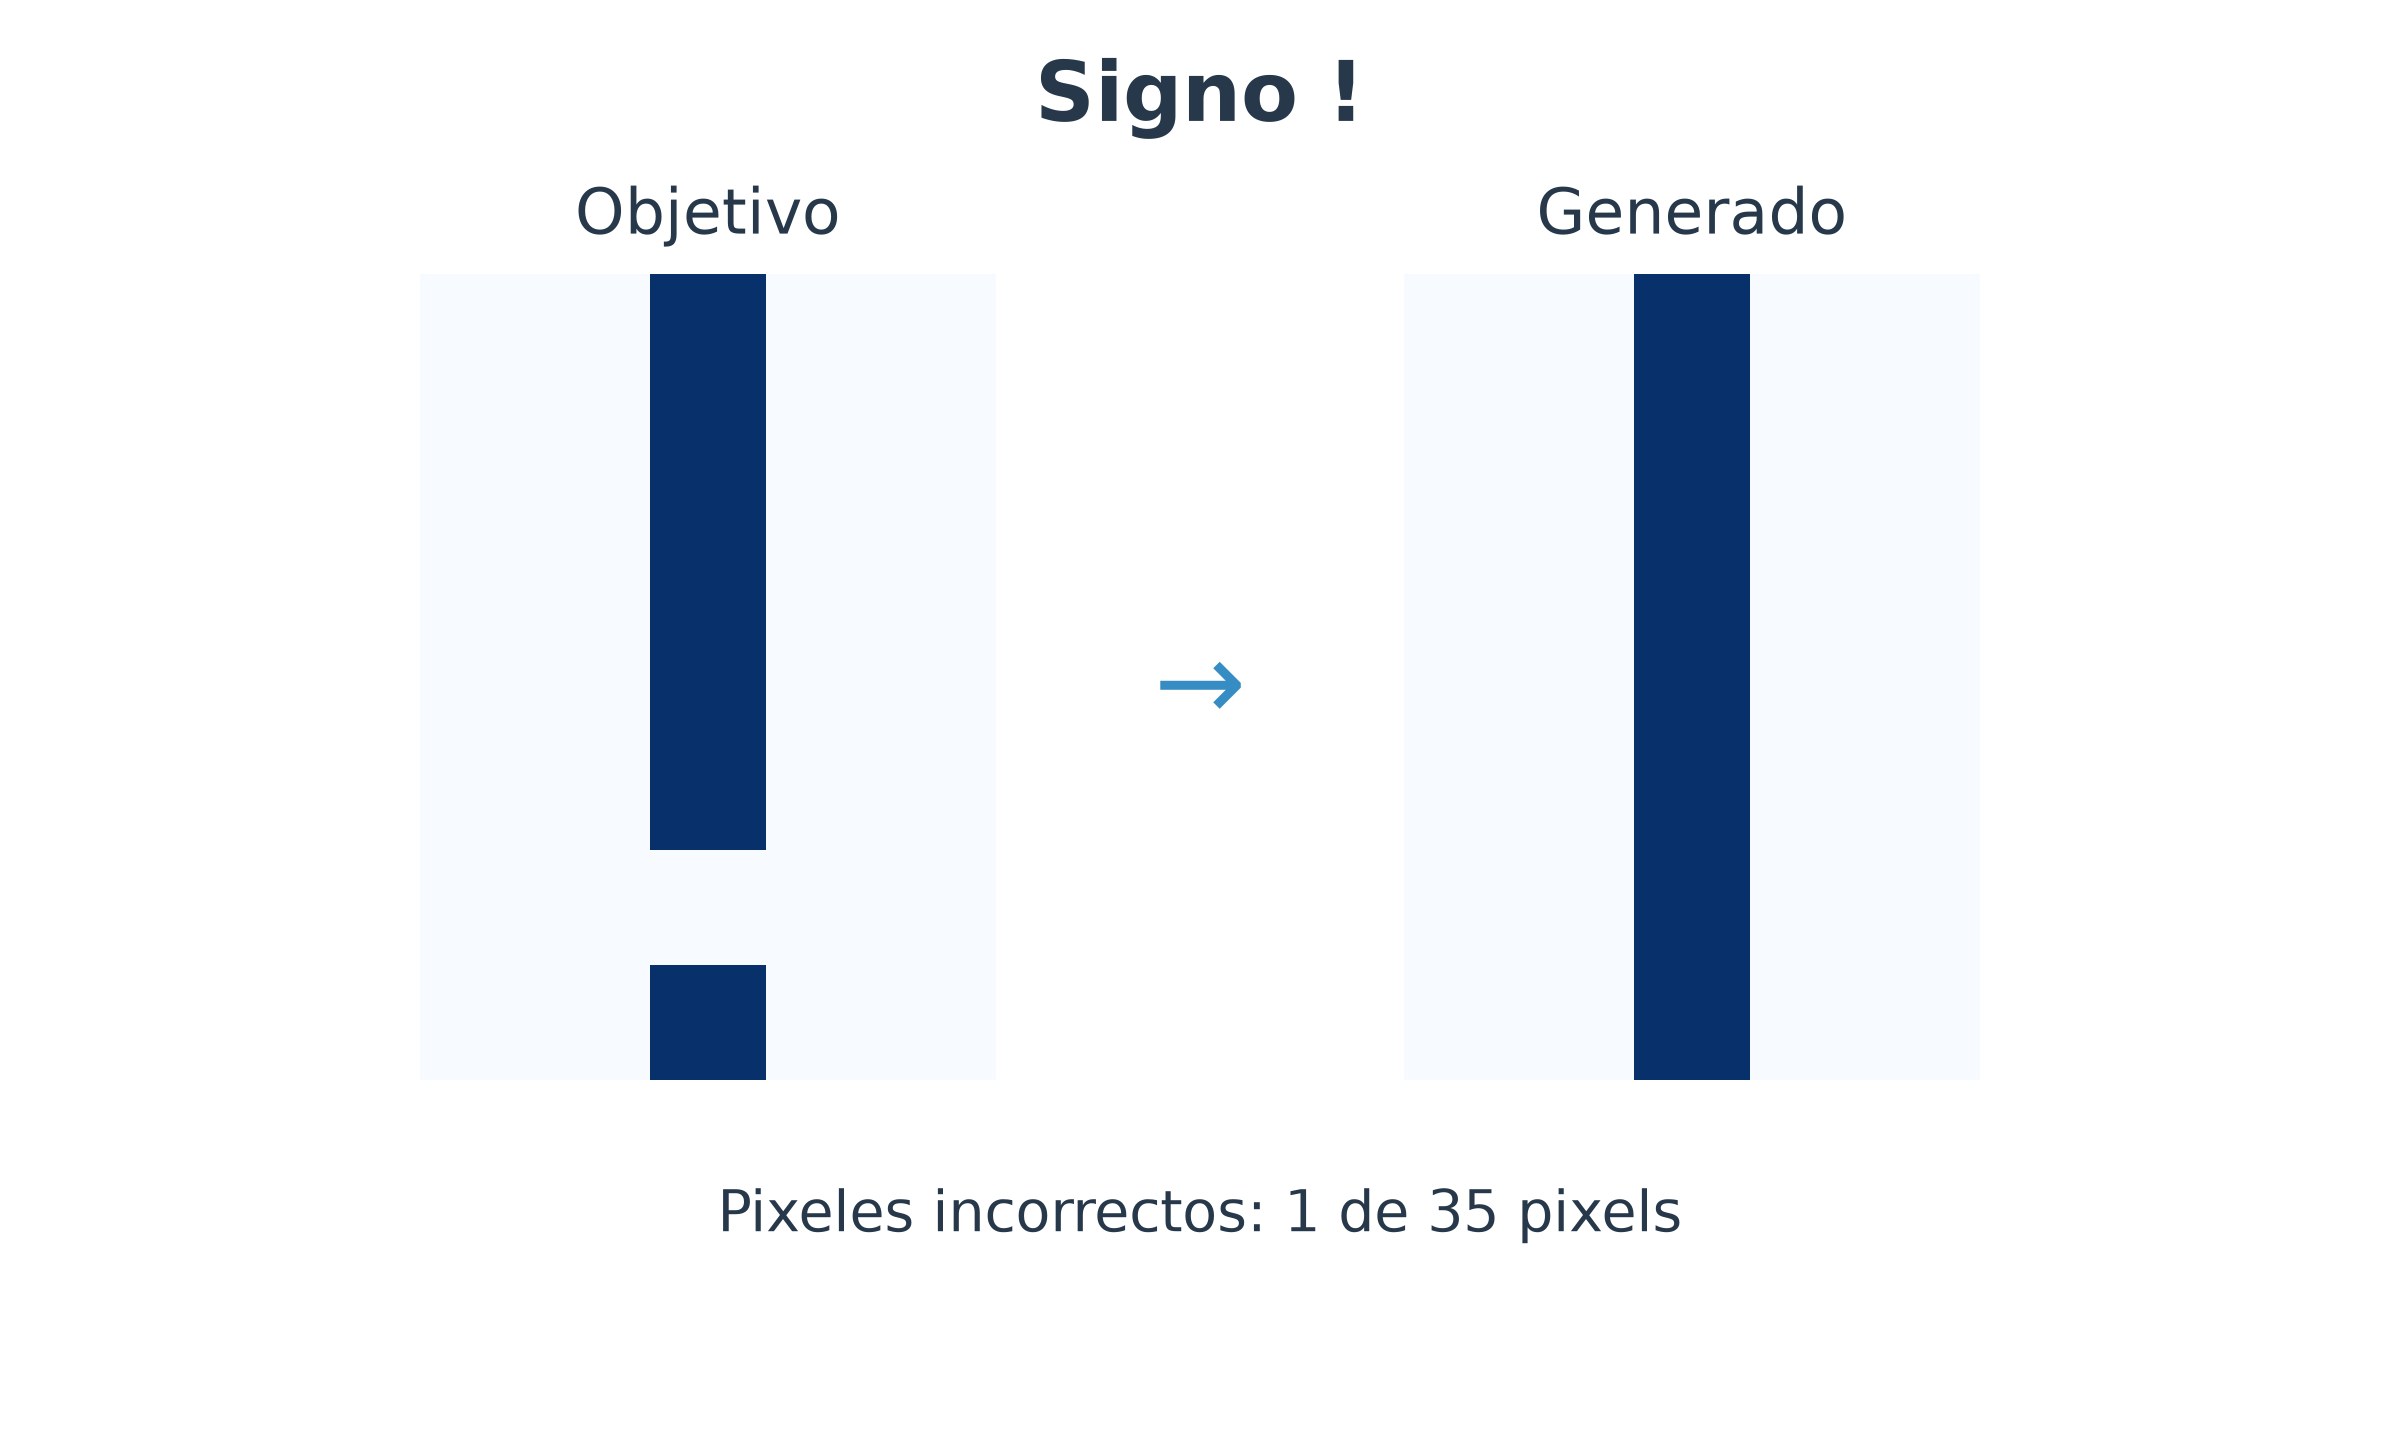 Signo !
Objetivo
Generado
→
Pixeles incorrectos: 1 de 35 pixels